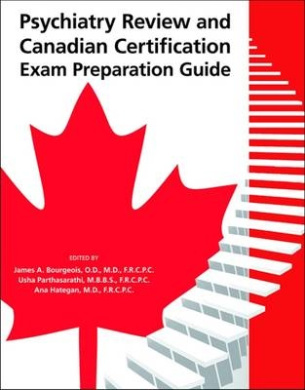 Psychiatry Review and
Canadian Certification
Exam Preparation Guide
EDITED BY
James A. Bourgeois, O.D., M.D., F.R.C.P.C.
Usha Parthasarathi, M.B.B.S., F.R.C.P.C.
Ana Hategan, M.D., F.R.C.P.C.